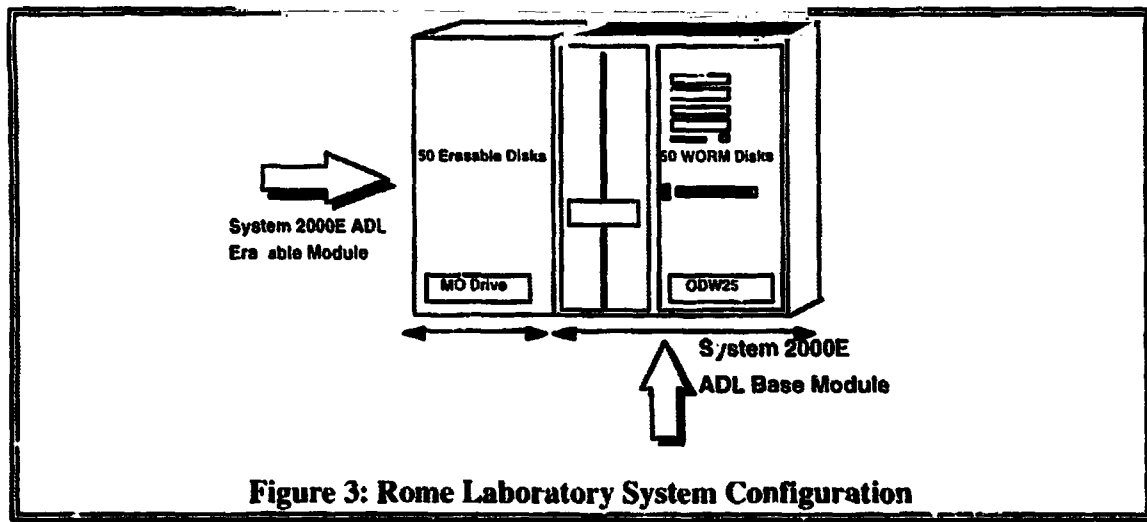 50 Erasable Disks
50 WORM Disks
System 2000E ADL
Era able Module
MO Drive
ODW25
System 2000E
ADL Base Module
Figure 3: Rome Laboratory System Configuration